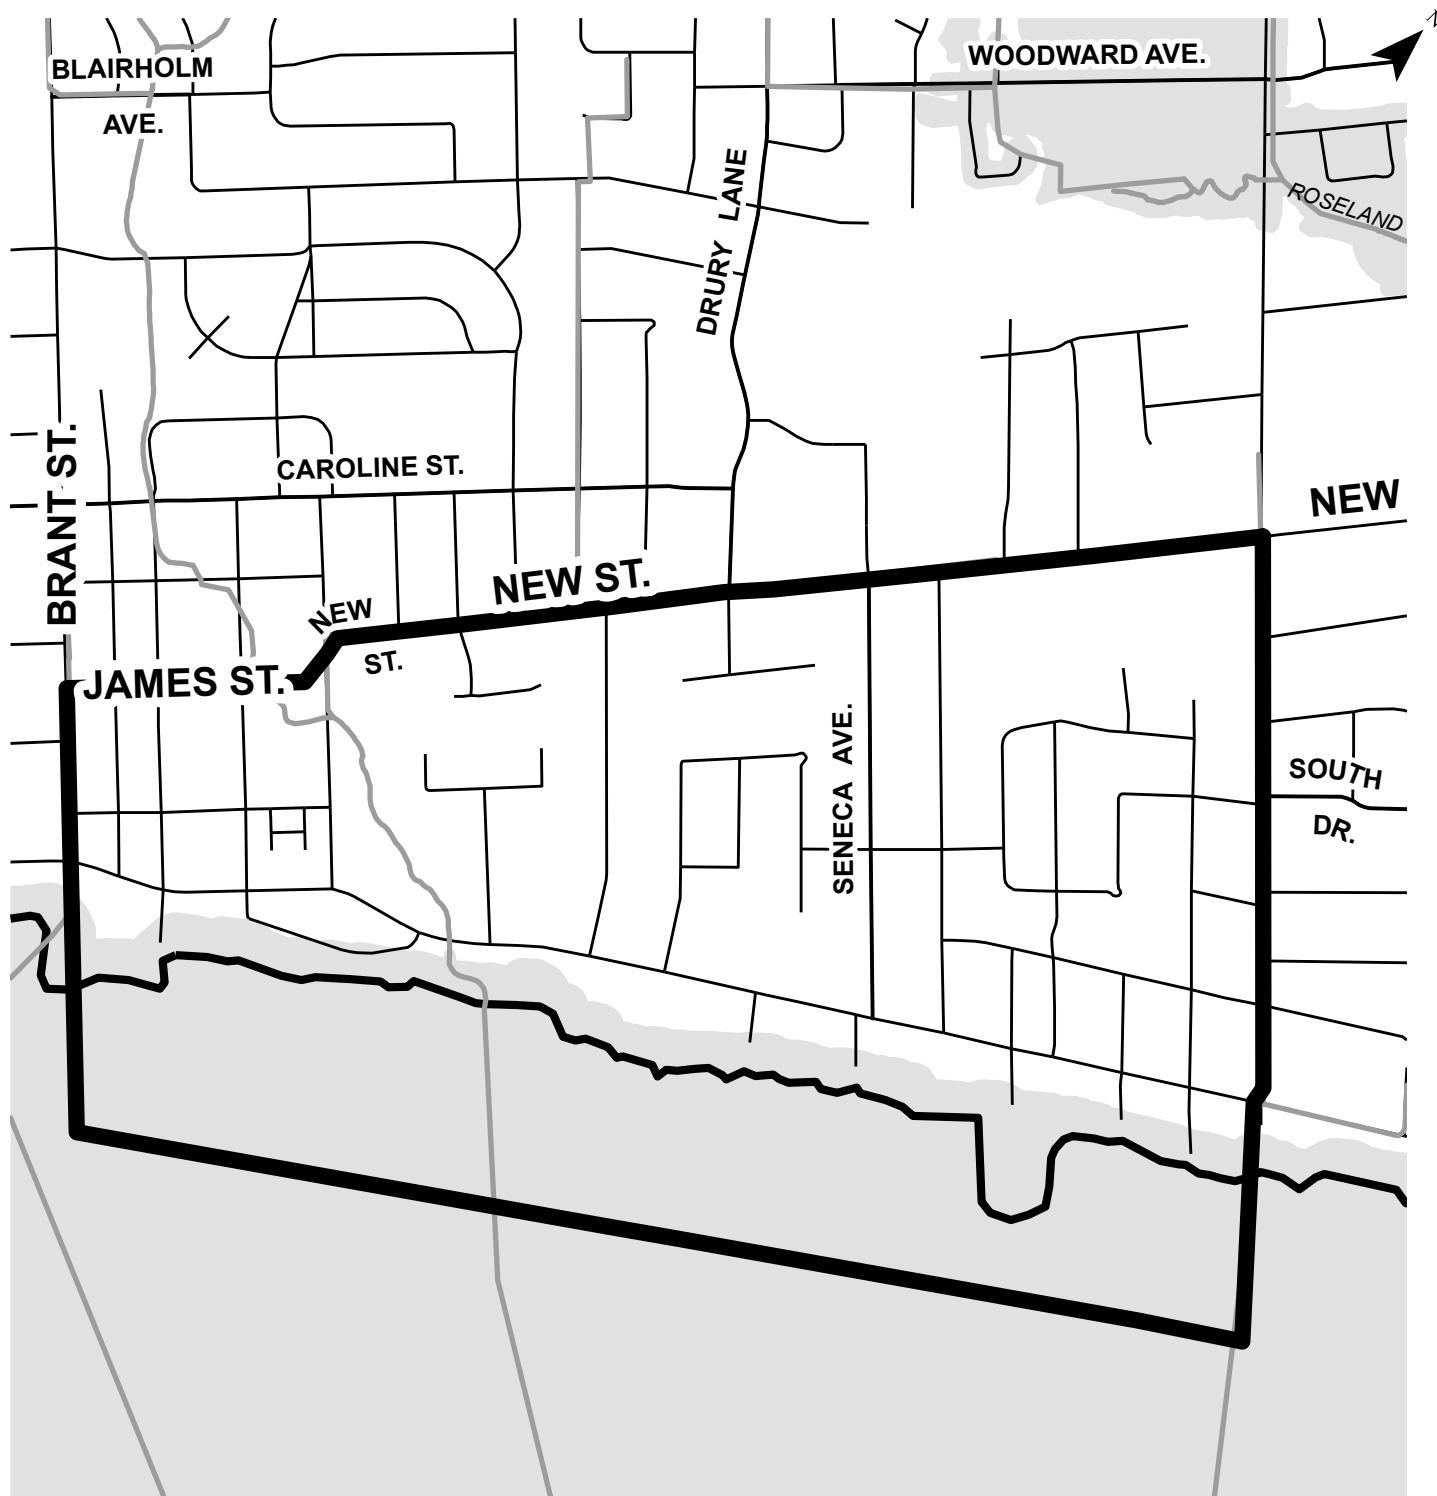 N
WOODWARD AVE.
BLAIRHOLM
AVE.
DRURY LANE
ROSELAND
BRANT ST.
CAROLINE ST.
NEW
NEW ST.
NEW
ST.
JAMES ST.
SENECA AVE.
SOUTH
DR.